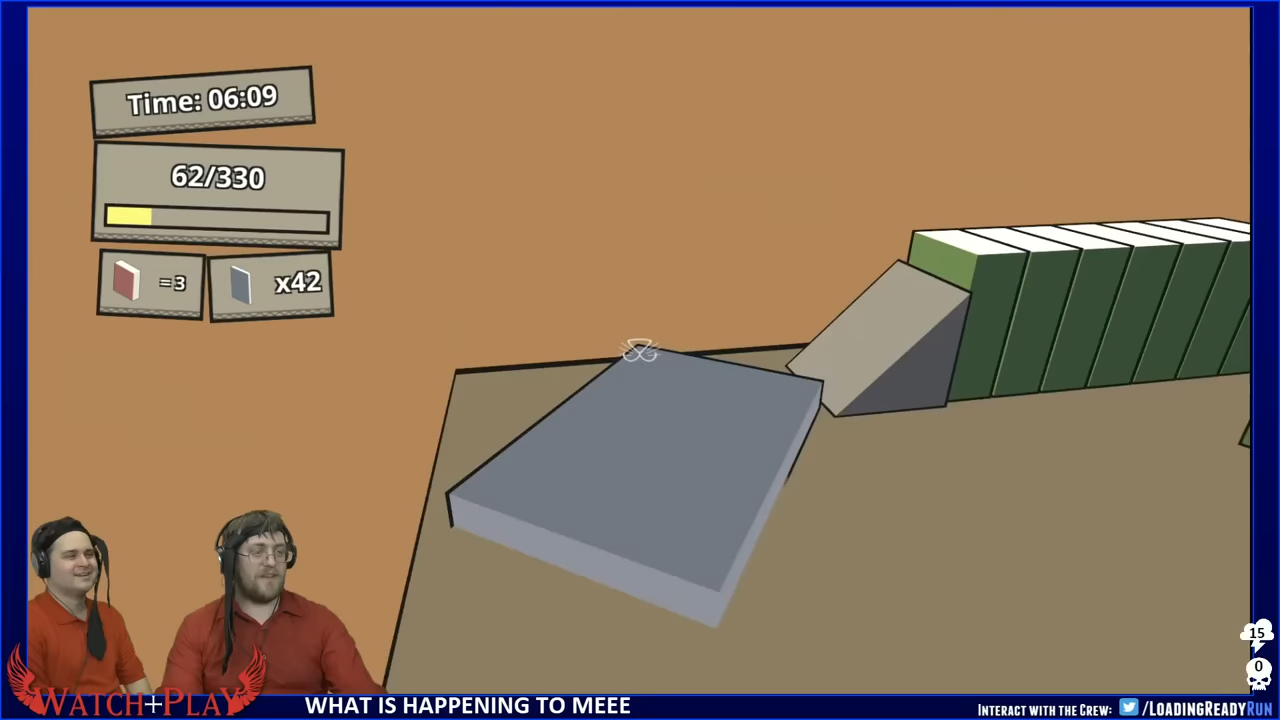 Time: 06:09
62/330
=3
x42
15
0
WATCH+PLAY
WHAT IS HAPPENING TO MEEE
INTERACT WITH THE CREW: /LOADINGREADYRUN